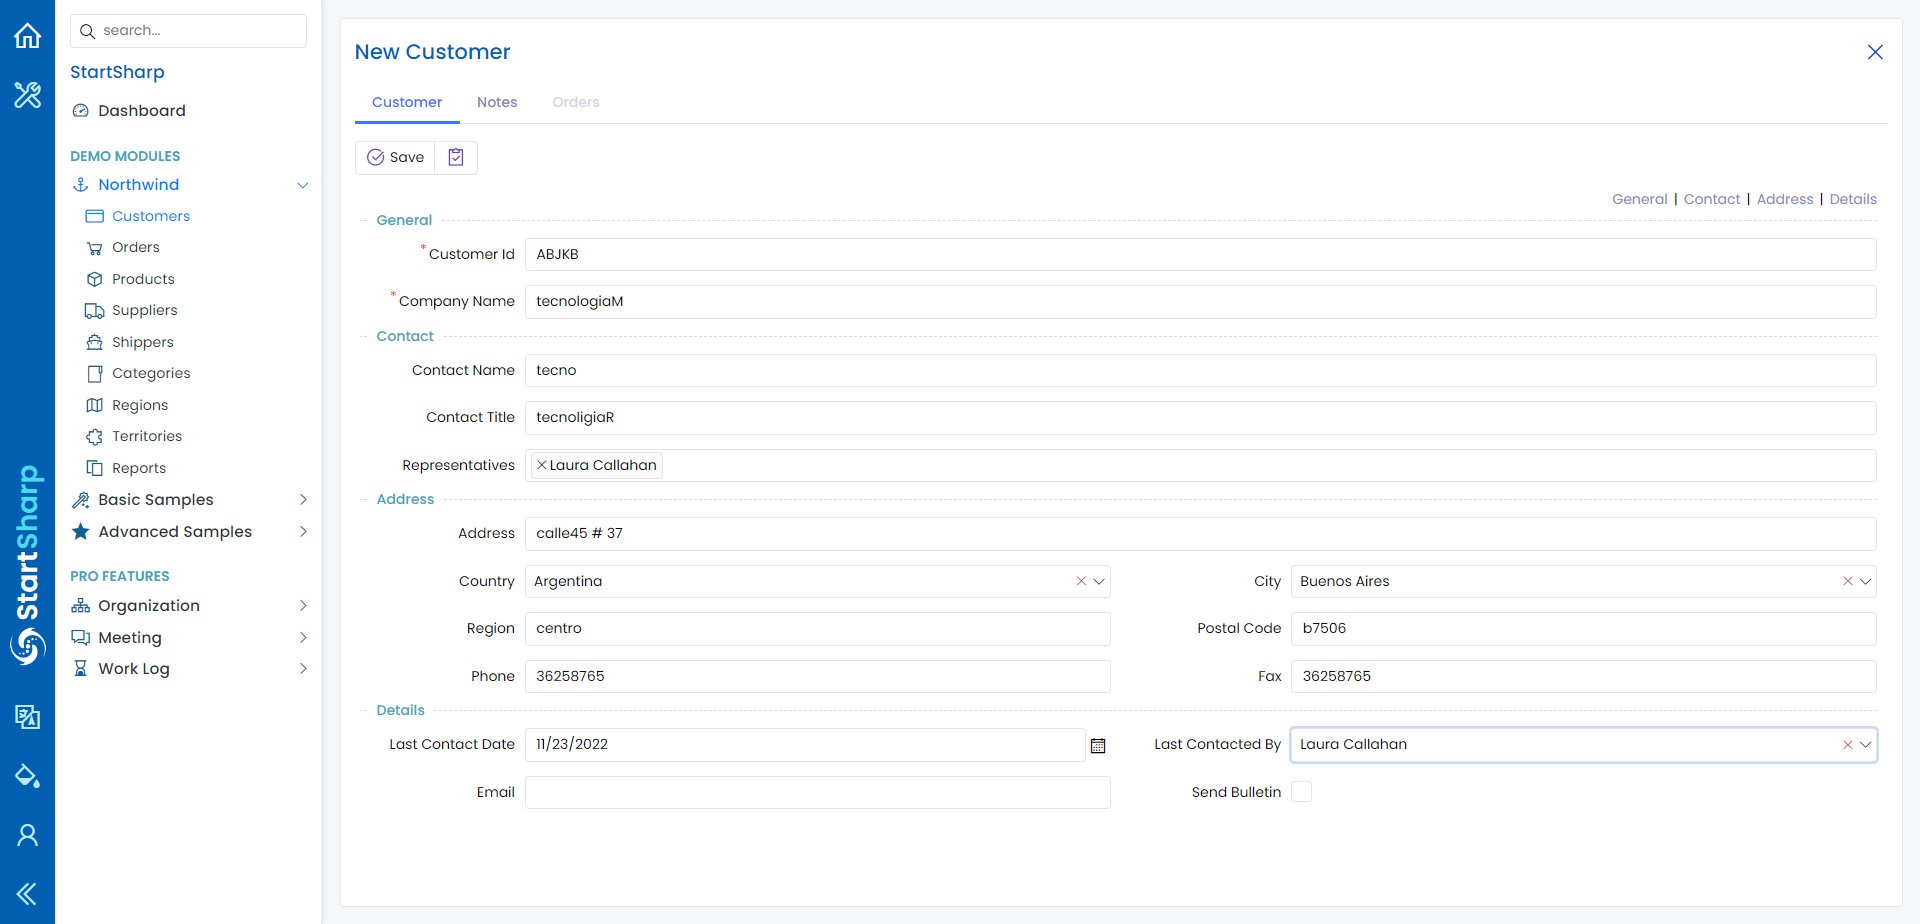 search...
StartSharp
Dashboard
DEMO MODULES
Northwind
Customers
Orders
Products
Suppliers
Shippers
Categories
Regions
Territories
Reports
Basic Samples
Advanced Samples
PRO FEATURES
Organization
Meeting
Work Log
StartSharp
New Customer
Customer Notes Orders
Save
General | Contact | Address | Details
General
* Customer Id ABJKB
* Company Name tecnologiaM
Contact
Contact Name tecno
Contact Title tecnoligiaR
Representatives Laura Callahan
Address
Address calle45 # 37
Country Argentina City Buenos Aires
Region centro Postal Code b7506
Phone 36258765 Fax 36258765
Details
Last Contact Date 11/23/2022 Last Contacted By Laura Callahan
Email Send Bulletin